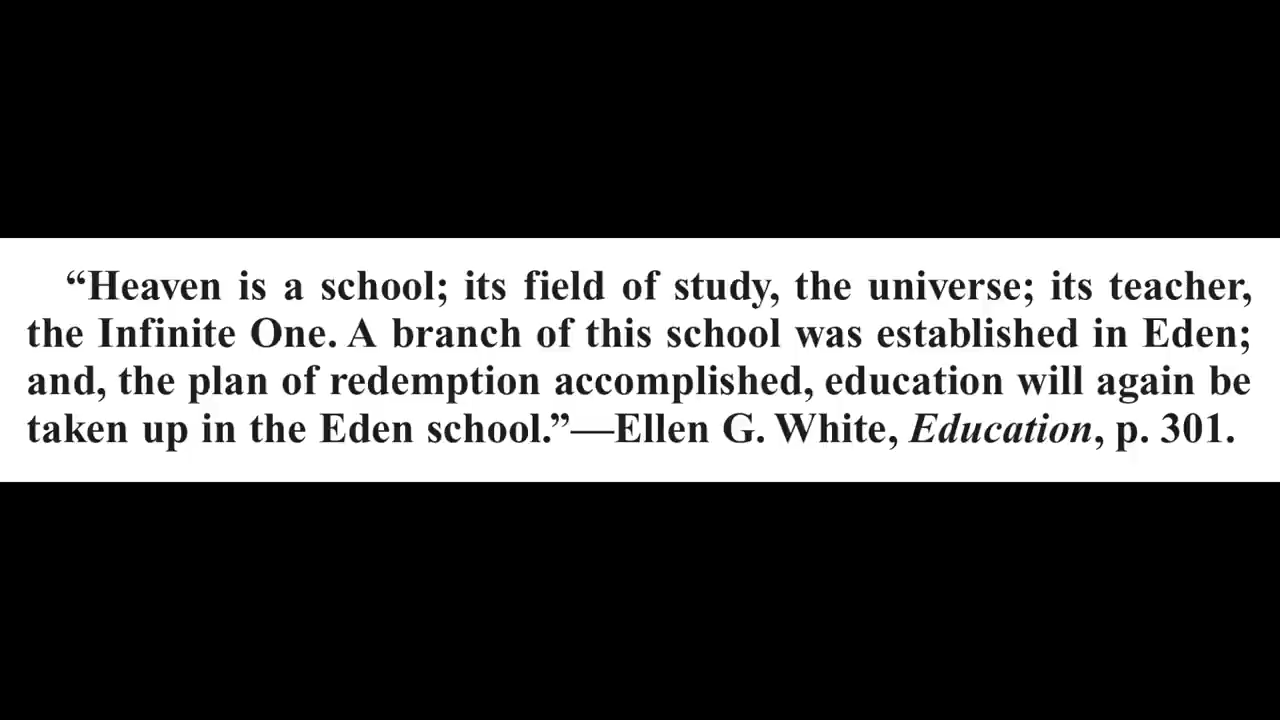 “Heaven is a school; its field of study, the universe; its teacher,
the Infinite One. A branch of this school was established in Eden;
and, the plan of redemption accomplished, education will again be
taken up in the Eden school.”—Ellen G. White, Education, p. 301.